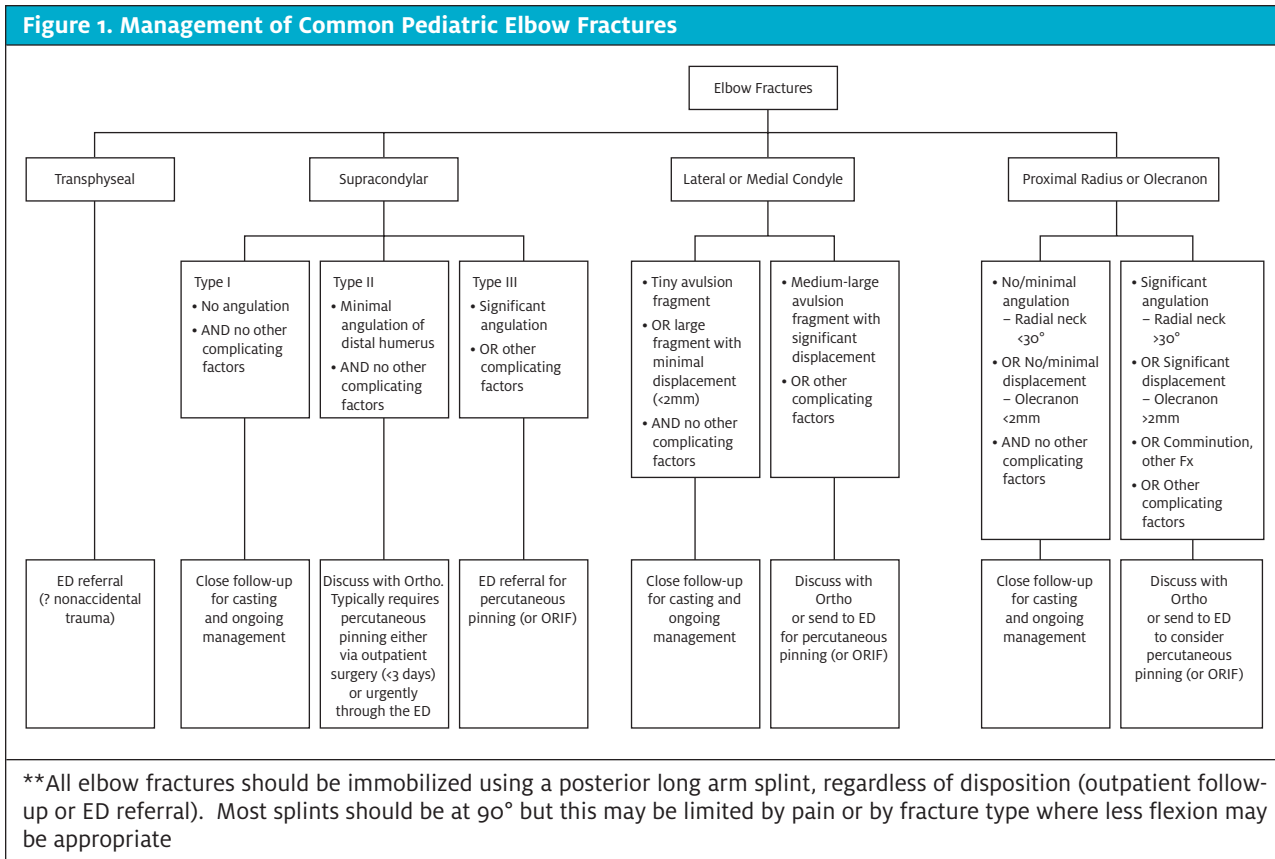 Figure 1. Management of Common Pediatric Elbow Fractures
Elbow Fractures
Transphyseal
Supracondylar
Lateral or Medial Condyle
Proximal Radius or Olecranon
Type I
• No angulation
• AND no other
complicating
factors
Type II
• Minimal
angulation of
distal humerus
• AND no other
complicating
factors
Type III
• Significant
angulation
• OR other
complicating
factors
• Tiny avulsion
fragment
• OR large
fragment with
minimal
displacement
(<2mm)
• AND no other
complicating
factors
• Medium-large
avulsion
fragment with
significant
displacement
• OR other
complicating
factors
• No/minimal
angulation
– Radial neck
<30°
• OR No/minimal
displacement
– Olecranon
<2mm
• AND no other
complicating
factors
• Significant
angulation
– Radial neck
>30°
• OR Significant
displacement
– Olecranon
>2mm
• OR Comminution,
other Fx
• OR Other
complicating
factors
ED referral
(? nonaccidental
trauma)
Close follow-up
for casting
and ongoing
management
Discuss with Ortho.
Typically requires
percutaneous
pinning either
via outpatient
surgery (<3 days)
or urgently
through the ED
ED referral for
percutaneous
pinning (or ORIF)
Close follow-up
for casting and
ongoing
management
Discuss with
Ortho
or send to ED
for percutaneous
pinning (or ORIF)
Close follow-up
for casting
and ongoing
management
Discuss with
Ortho
or send to ED
to consider
percutaneous
pinning (or ORIF)
**All elbow fractures should be immobilized using a posterior long arm splint, regardless of disposition (outpatient follow-
up or ED referral). Most splints should be at 90° but this may be limited by pain or by fracture type where less flexion may
be appropriate